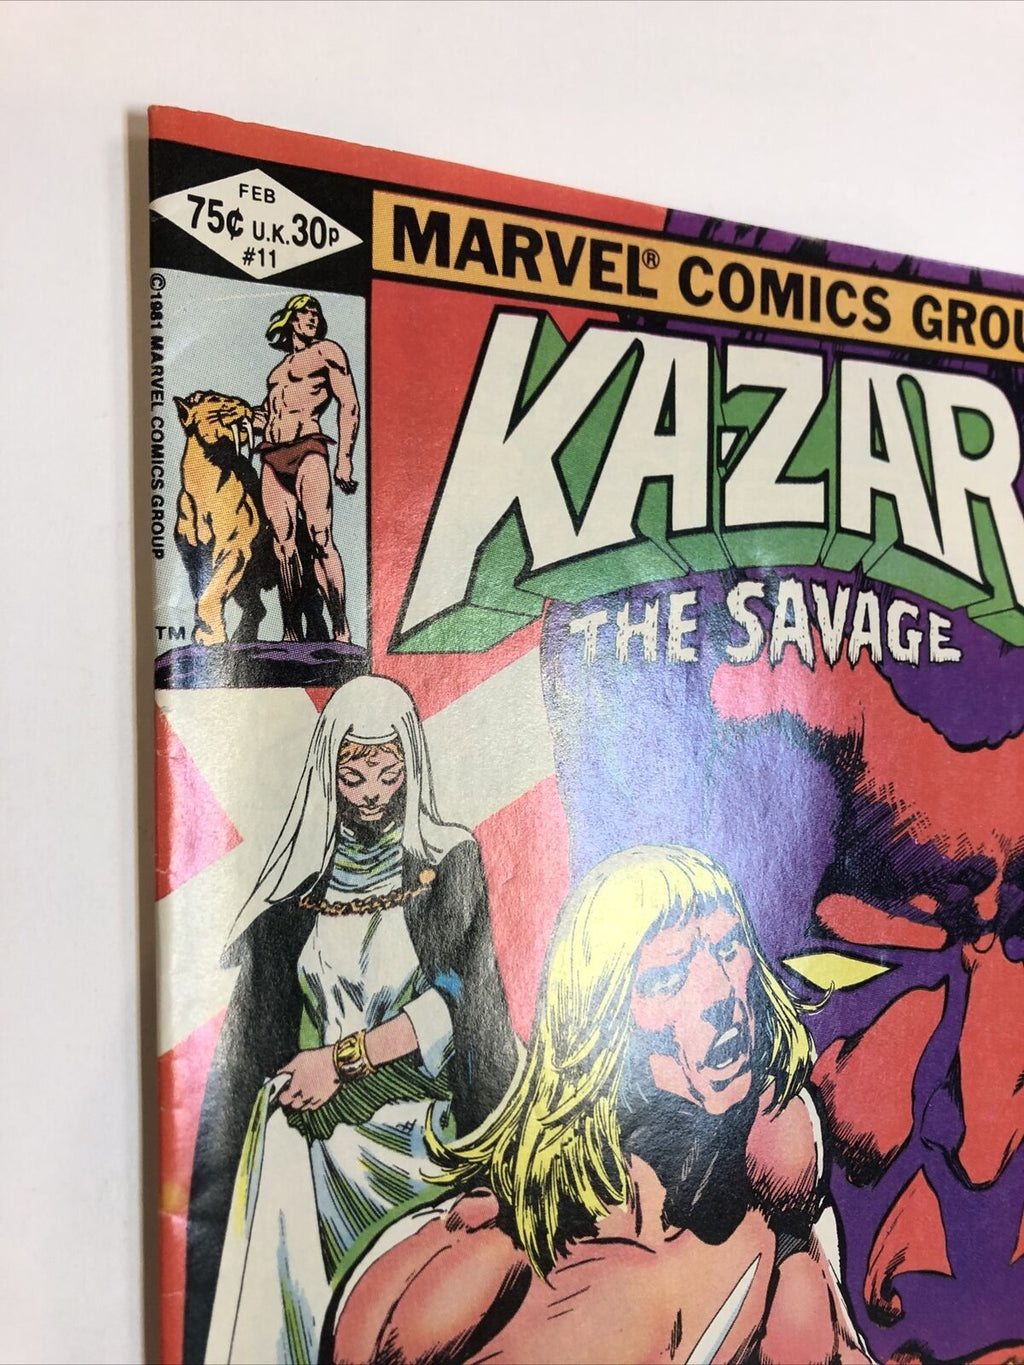 FEB
75¢ U.K. 30p
#11
MARVEL® COMICS GROU
©1981 MARVEL COMICS GROUP
TM
KA-ZAR
THE SAVAGE